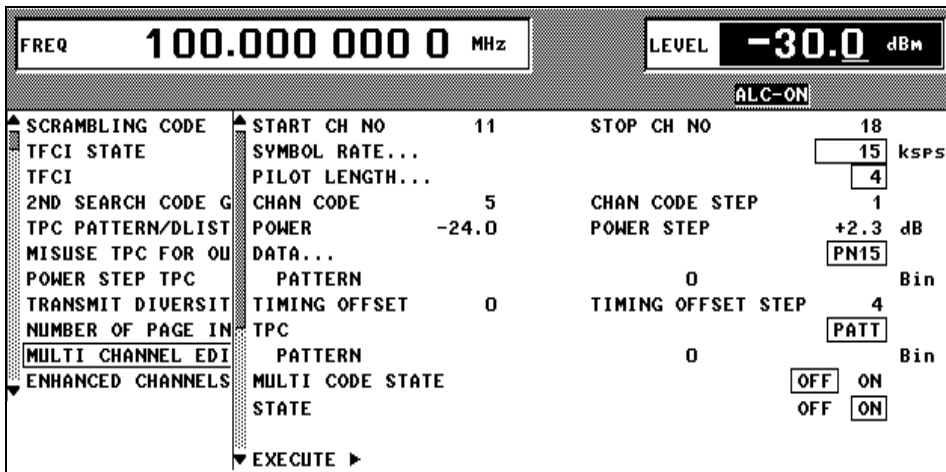 FREQ 100.000 000 0 MHz LEVEL -30.0 dBm
ALC-ON
SCRAMBLING CODE START CH NO 11 STOP CH NO 18
TFCI STATE SYMBOL RATE... 15 ksps
TFCI PILOT LENGTH... 4
2ND SEARCH CODE G CHAN CODE 5 CHAN CODE STEP 1
TPC PATTERN/DLIST POWER -24.0 POWER STEP +2.3 dB
MISUSE TPC FOR OU DATA... PN15
POWER STEP TPC PATTERN 0 Bin
TRANSMIT DIVERSIT TIMING OFFSET 0 TIMING OFFSET STEP 4
NUMBER OF PAGE IN TPC PATT
MULTI CHANNEL EDI PATTERN 0 Bin
ENHANCED CHANNELS MULTI CODE STATE OFF ON
STATE OFF ON
EXECUTE